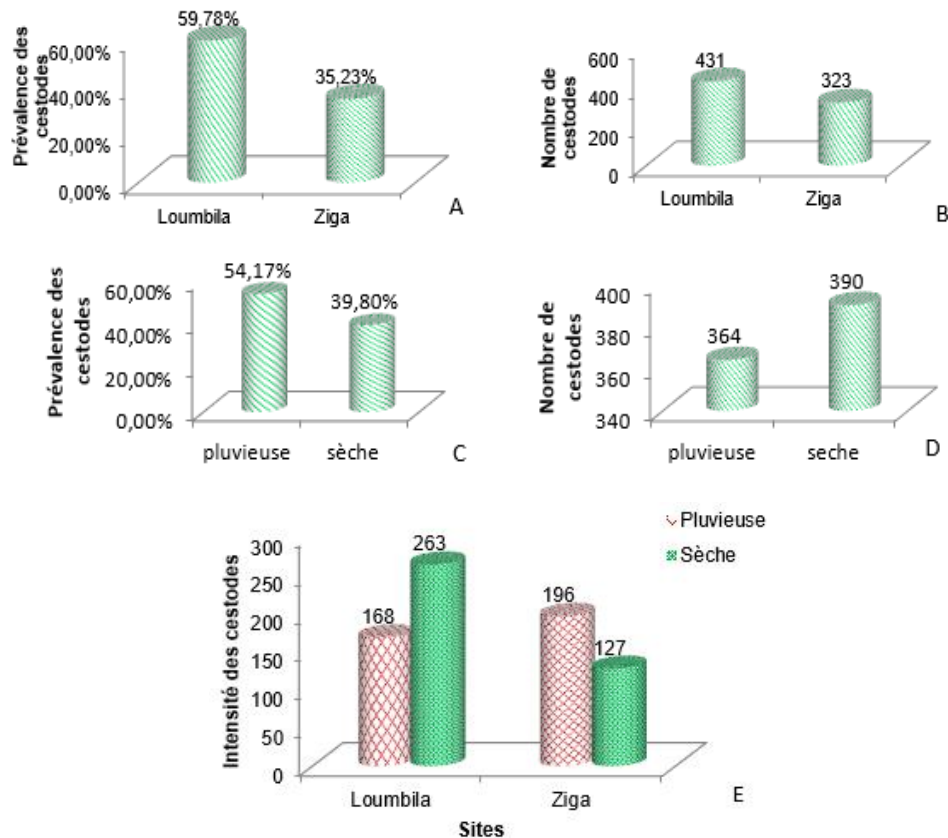 Prévalence des
cestodes
60,00%
40,00%
20,00%
0,00%
59,78%
35,23%
Loumbila
Ziga
A
Nombre de
cestodes
600
400
200
0
431
323
Loumbila
Ziga
B
Prévalence des
cestodes
60,00%
40,00%
20,00%
0,00%
54,17%
39,80%
pluvieuse
sèche
C
Nombre de
cestodes
400
380
360
340
364
390
pluvieuse
seche
D
Pluvieuse
Sèche
Intensité des cestodes
300
250
200
150
100
50
0
168
263
196
127
Loumbila
Ziga
E
Sites